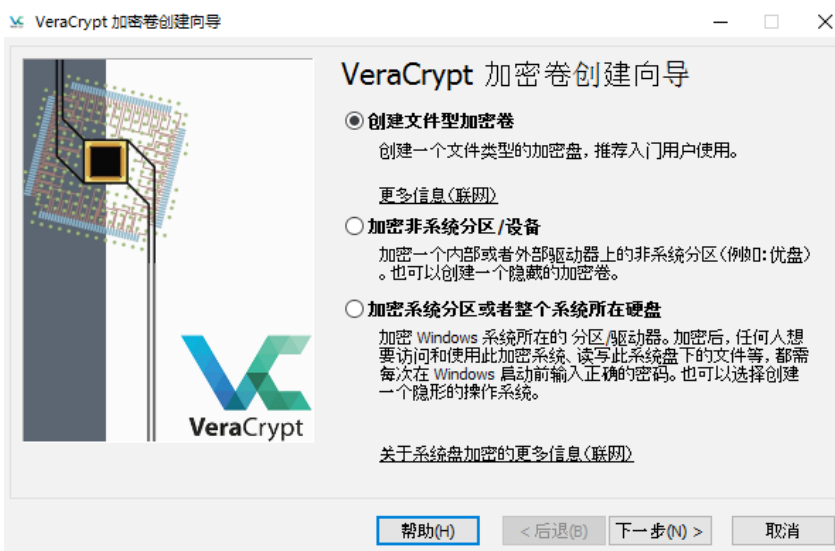 VeraCrypt 加密卷创建向导
VeraCrypt 加密卷创建向导
创建文件型加密卷
创建一个文件类型的加密盘，推荐入门用户使用。
更多信息(联网)
加密非系统分区/设备
加密一个内部或者外部驱动器上的非系统分区(例如:优盘)
。也可以创建一个隐藏的加密卷。
加密系统分区或者整个系统所在硬盘
加密 Windows 系统所在的 分区/驱动器。加密后，任何人想
要访问和使用此加密系统、读写此系统盘下的文件等，都需
每次在 Windows 启动前输入正确的密码。也可以选择创建
一个隐形的操作系统。
关于系统盘加密的更多信息(联网)
VeraCrypt
帮助(H)
< 后退(B)
下一步(N) >
取消